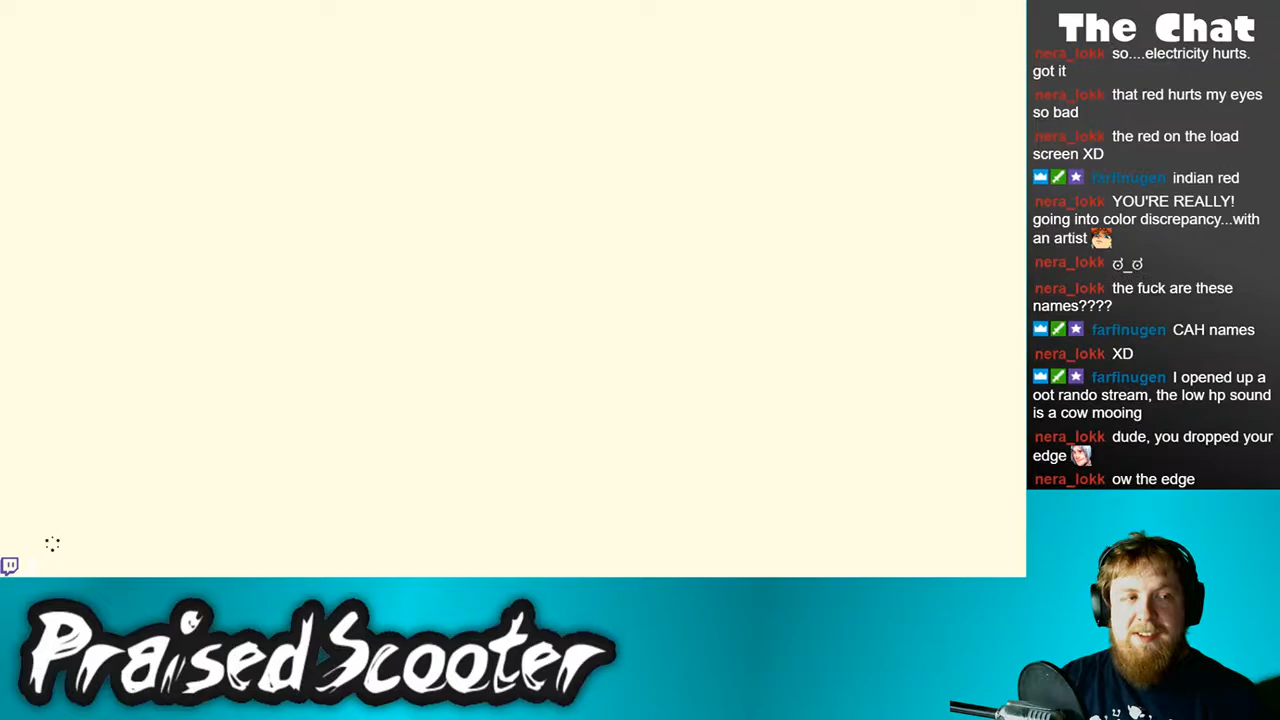 The Chat
nera_lokk so....electricity hurts.
got it
nera_lokk that red hurts my eyes
so bad
nera_lokk the red on the load
screen XD
farfinugen indian red
nera_lokk YOU'RE REALLY!
going into color discrepancy...with
an artist
nera_lokk ಠ_ಠ
nera_lokk the fuck are these
names????
farfinugen CAH names
nera_lokk XD
farfinugen I opened up a
oot rando stream, the low hp sound
is a cow mooing
nera_lokk dude, you dropped your
edge
nera_lokk ow the edge
PraisedScooter